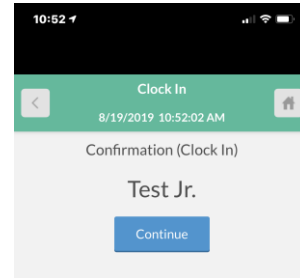 10:52
Clock In
8/19/2019 10:52:02 AM
Confirmation (Clock In)
Test Jr.
Continue